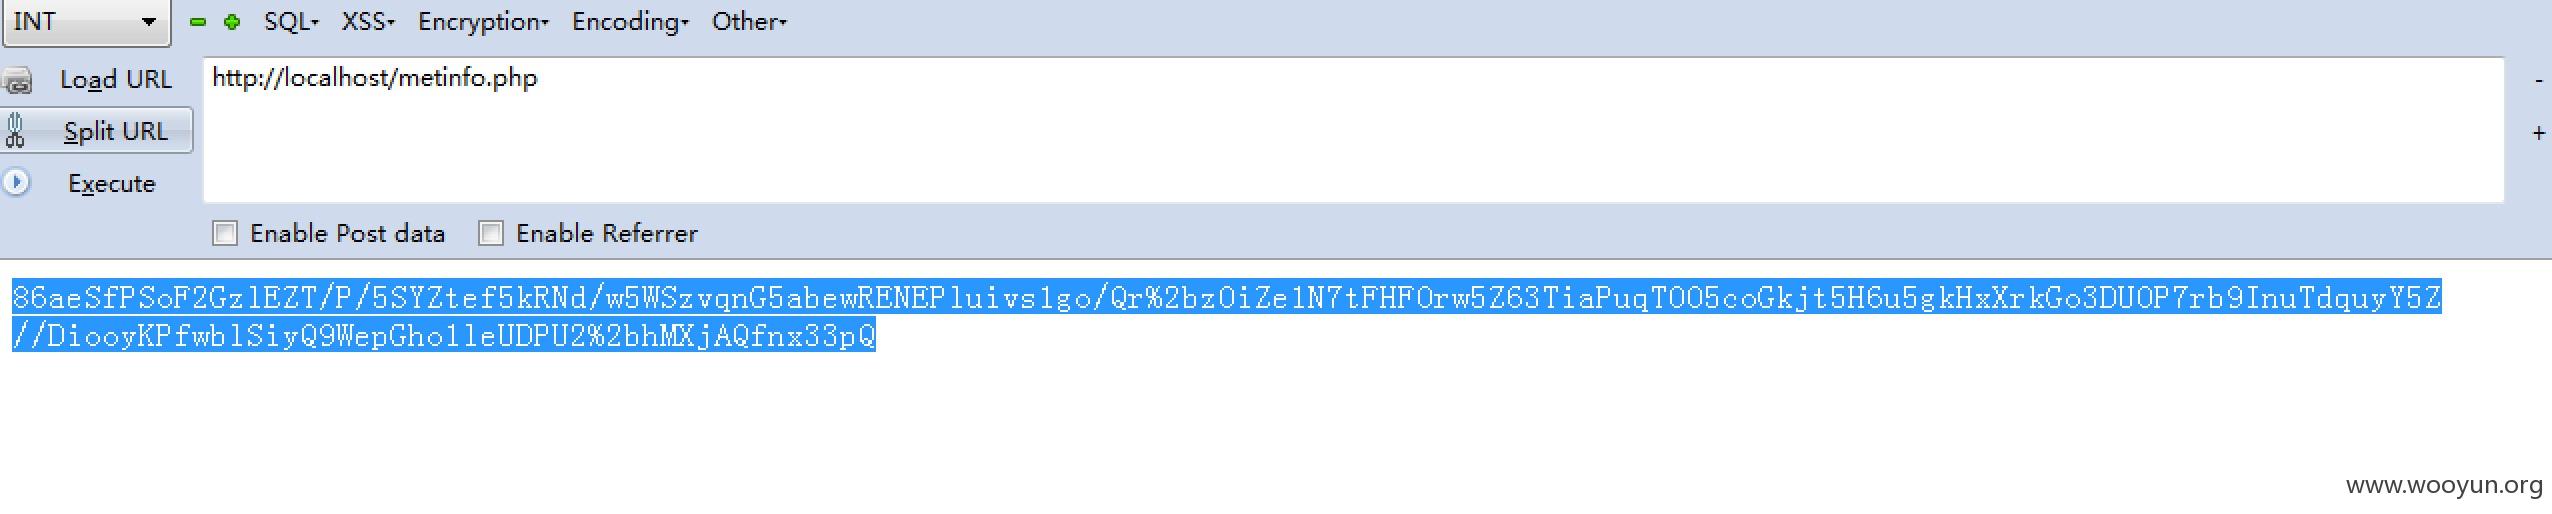 INT
SQL XSS Encryption Encoding Other
Load URL
http://localhost/metinfo.php
-
Split URL
+
Execute
Enable Post data Enable Referrer
86aeSfPSoF2GzlEZT/P/5SYZtef5kRNd/w5WSzvqnG5abewRENEPluivs1go/Qr%2bzOiZe1N7tFHFOrw5Z63TiaPuqTOO5coGkjt5H6u5gkHxXrkGo3DUOP7rb9InuTdquyY5Z
//DiooyKPfwblSiyQ9WepGho1leUDPU2%2bhMXjAQfnx33pQ
www.wooyun.org